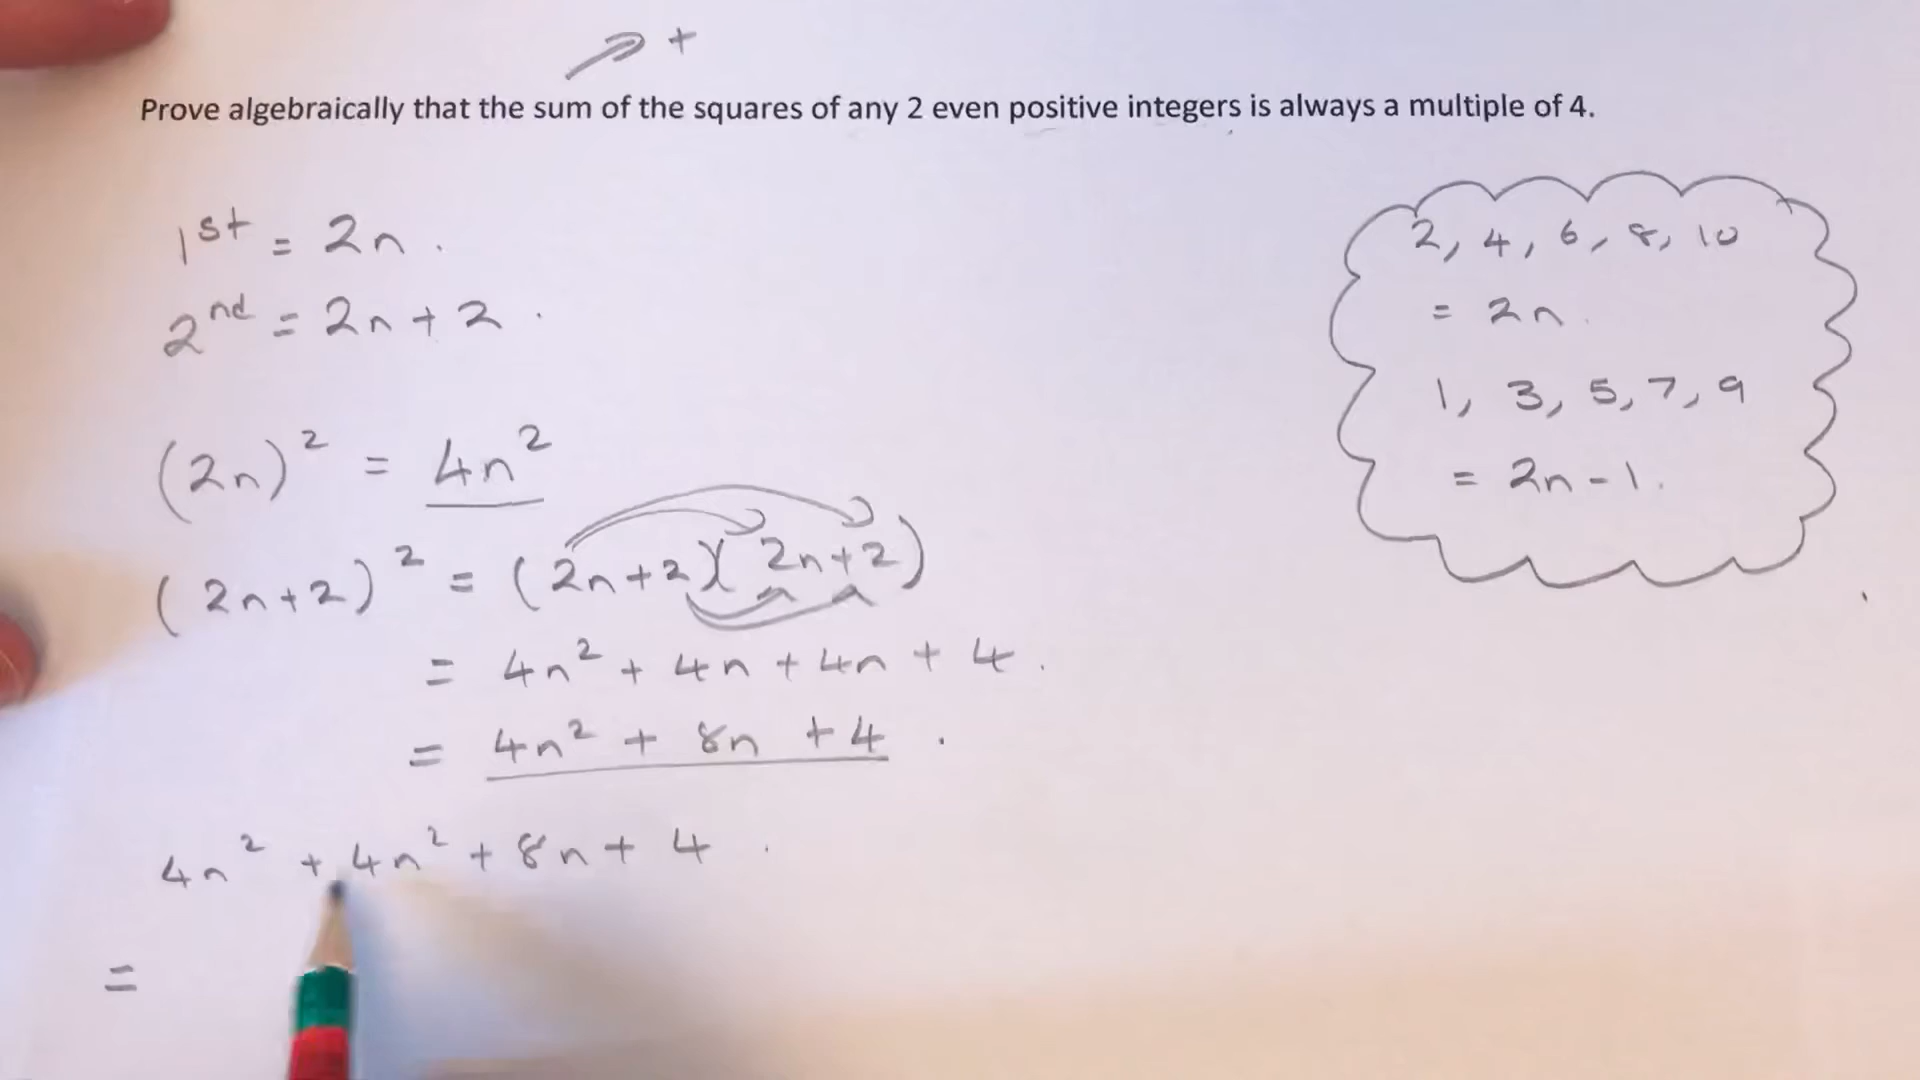 +
Prove algebraically that the sum of the squares of any 2 even positive integers is always a multiple of 4.
1st = 2n.
2nd = 2n + 2.
(2n)² = 4n²
(2n+2)² = (2n+2)(2n+2)
= 4n² + 4n + 4n + 4.
= 4n² + 8n + 4.
4n² + 4n² + 8n + 4.
=
2, 4, 6, 8, 10
= 2n.
1, 3, 5, 7, 9
= 2n - 1.